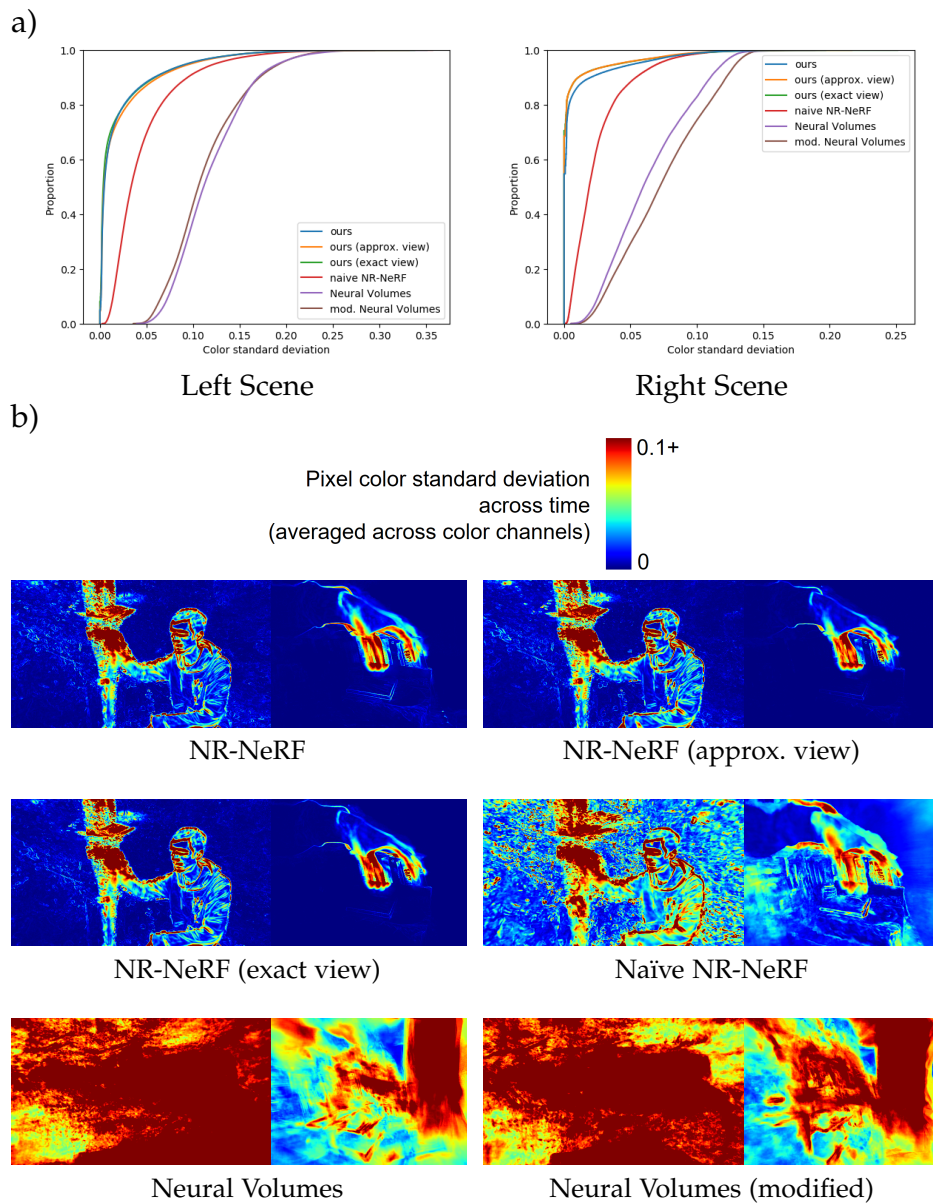 a)
1.0
0.8
0.6
0.4
0.2
0.0
Proportion
0.00 0.05 0.10 0.15 0.20 0.25 0.30 0.35
Color standard deviation
ours
ours (approx. view)
ours (exact view)
naive NR-NeRF
Neural Volumes
mod. Neural Volumes
Left Scene
1.0
0.8
0.6
0.4
0.2
0.0
Proportion
0.00 0.05 0.10 0.15 0.20 0.25
Color standard deviation
ours
ours (approx. view)
ours (exact view)
naive NR-NeRF
Neural Volumes
mod. Neural Volumes
Right Scene
b)
Pixel color standard deviation
across time
(averaged across color channels)
0.1+
0
NR-NeRF
NR-NeRF (approx. view)
NR-NeRF (exact view)
Naïve NR-NeRF
Neural Volumes
Neural Volumes (modified)